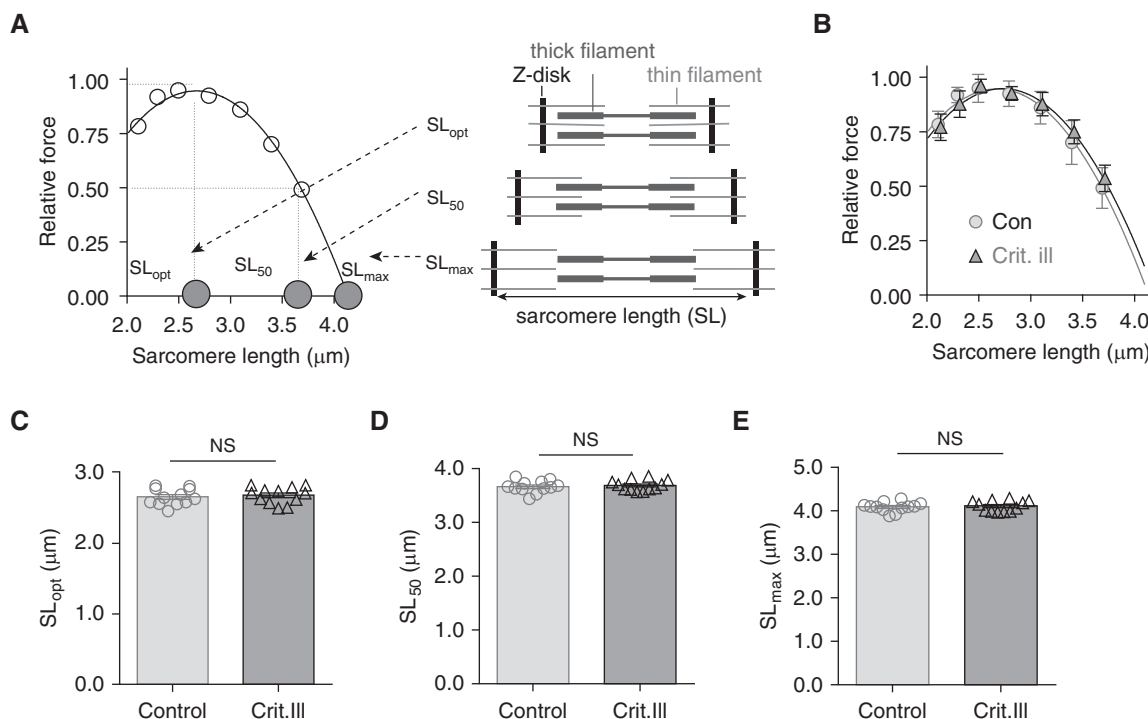 A
1.00
0.75
0.50
0.25
0.00
Relative force
SLopt
SL50
SLmax
2.0 2.5 3.0 3.5 4.0
Sarcomere length (μm)
SLopt
SL50
SLmax
thick filament
Z-disk
thin filament
sarcomere length (SL)
B
1.00
0.75
0.50
0.25
0.00
Relative force
Con
Crit. ill
2.0 2.5 3.0 3.5 4.0
Sarcomere length (μm)
C
NS
3.0
2.0
1.0
0.0
SLopt (μm)
Control Crit.Ill
D
NS
4.0
3.0
2.0
1.0
0.0
SL50 (μm)
Control Crit.Ill
E
NS
5.0
4.0
3.0
2.0
1.0
0.0
SLmax (μm)
Control Crit.Ill